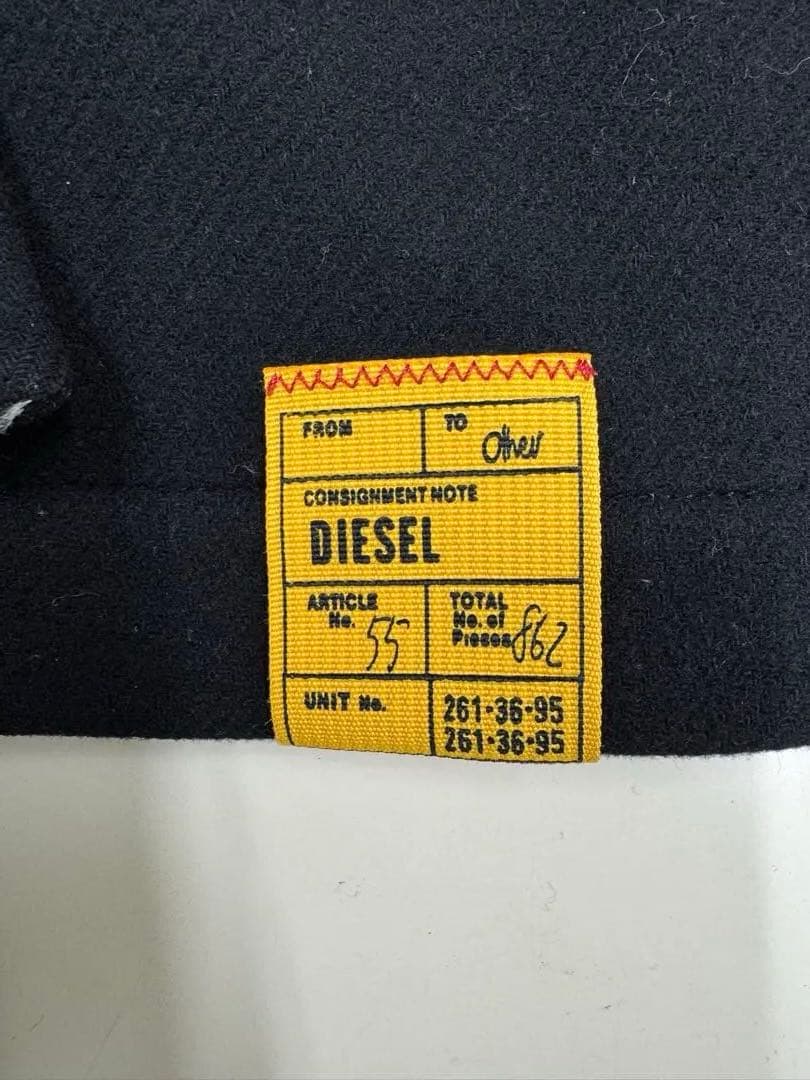 FROM
TO
Other
CONSIGNMENT NOTE
DIESEL
ARTICLE
No.
55
TOTAL
No. of
Pieces
862
UNIT No.
261·36·95
261·36·95